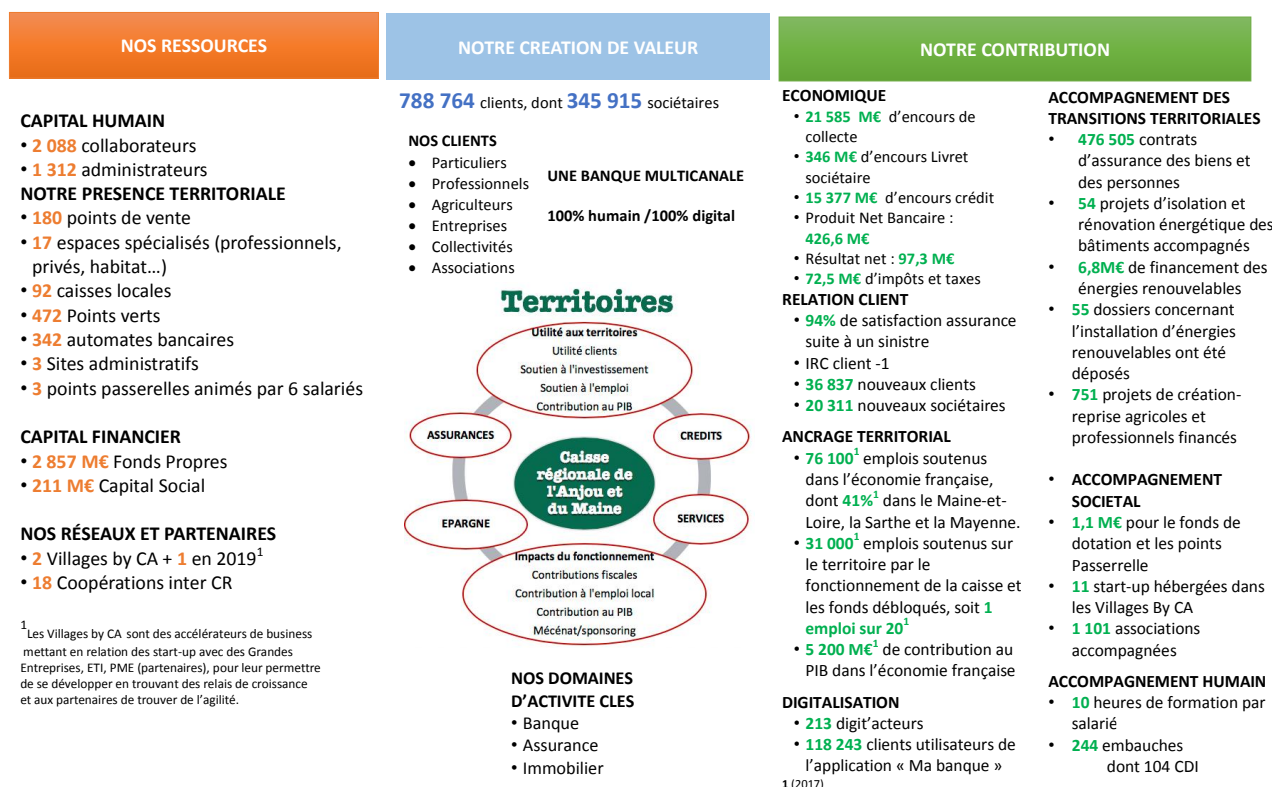 NOS RESSOURCES
CAPITAL HUMAIN
• 2 088 collaborateurs
• 1 312 administrateurs
NOTRE PRESENCE TERRITORIALE
• 180 points de vente
• 17 espaces spécialisés (professionnels,
privés, habitat…)
• 92 caisses locales
• 472 Points verts
• 342 automates bancaires
• 3 Sites administratifs
• 3 points passerelles animés par 6 salariés
CAPITAL FINANCIER
• 2 857 M€ Fonds Propres
• 211 M€ Capital Social
NOS RÉSEAUX ET PARTENAIRES
• 2 Villages by CA + 1 en 2019¹
• 18 Coopérations inter CR
¹Les Villages by CA sont des accélérateurs de business
mettant en relation des start-up avec des Grandes
Entreprises, ETI, PME (partenaires), pour leur permettre
de se développer en trouvant des relais de croissance
et aux partenaires de trouver de l'agilité.
NOTRE CREATION DE VALEUR
788 764 clients, dont 345 915 sociétaires
NOS CLIENTS
• Particuliers
• Professionnels
• Agriculteurs
• Entreprises
• Collectivités
• Associations
UNE BANQUE MULTICANALE
100% humain /100% digital
Territoires
Utilité aux territoires
Utilité clients
Soutien à l'investissement
Soutien à l'emploi
Contribution au PIB
ASSURANCES
CREDITS
Caisse
régionale de
l'Anjou et
du Maine
EPARGNE
SERVICES
Impacts du fonctionnement
Contributions fiscales
Contribution à l'emploi local
Contribution au PIB
Mécénat/sponsoring
NOS DOMAINES
D'ACTIVITE CLES
• Banque
• Assurance
• Immobilier
NOTRE CONTRIBUTION
ECONOMIQUE
• 21 585 M€ d'encours de
collecte
• 346 M€ d'encours Livret
sociétaire
• 15 377 M€ d'encours crédit
• Produit Net Bancaire :
426,6 M€
• Résultat net : 97,3 M€
• 72,5 M€ d'impôts et taxes
RELATION CLIENT
• 94% de satisfaction assurance
suite à un sinistre
• IRC client -1
• 36 837 nouveaux clients
• 20 311 nouveaux sociétaires
ANCRAGE TERRITORIAL
• 76 100¹ emplois soutenus
dans l'économie française,
dont 41%¹ dans le Maine-et-
Loire, la Sarthe et la Mayenne.
• 31 000¹ emplois soutenus sur
le territoire par le
fonctionnement de la caisse et
les fonds débloqués, soit 1
emploi sur 20¹
• 5 200 M€¹ de contribution au
PIB dans l'économie française
DIGITALISATION
• 213 digit'acteurs
• 118 243 clients utilisateurs de
l'application « Ma banque »
1 (2017)
ACCOMPAGNEMENT DES
TRANSITIONS TERRITORIALES
• 476 505 contrats
d'assurance des biens et
des personnes
• 54 projets d'isolation et
rénovation énergétique des
bâtiments accompagnés
• 6,8M€ de financement des
énergies renouvelables
• 55 dossiers concernant
l'installation d'énergies
renouvelables ont été
déposés
• 751 projets de création-
reprise agricoles et
professionnels financés
• ACCOMPAGNEMENT
SOCIETAL
• 1,1 M€ pour le fonds de
dotation et les points
Passerrelle
• 11 start-up hébergées dans
les Villages By CA
• 1 101 associations
accompagnées
ACCOMPAGNEMENT HUMAIN
• 10 heures de formation par
salarié
• 244 embauches
dont 104 CDI